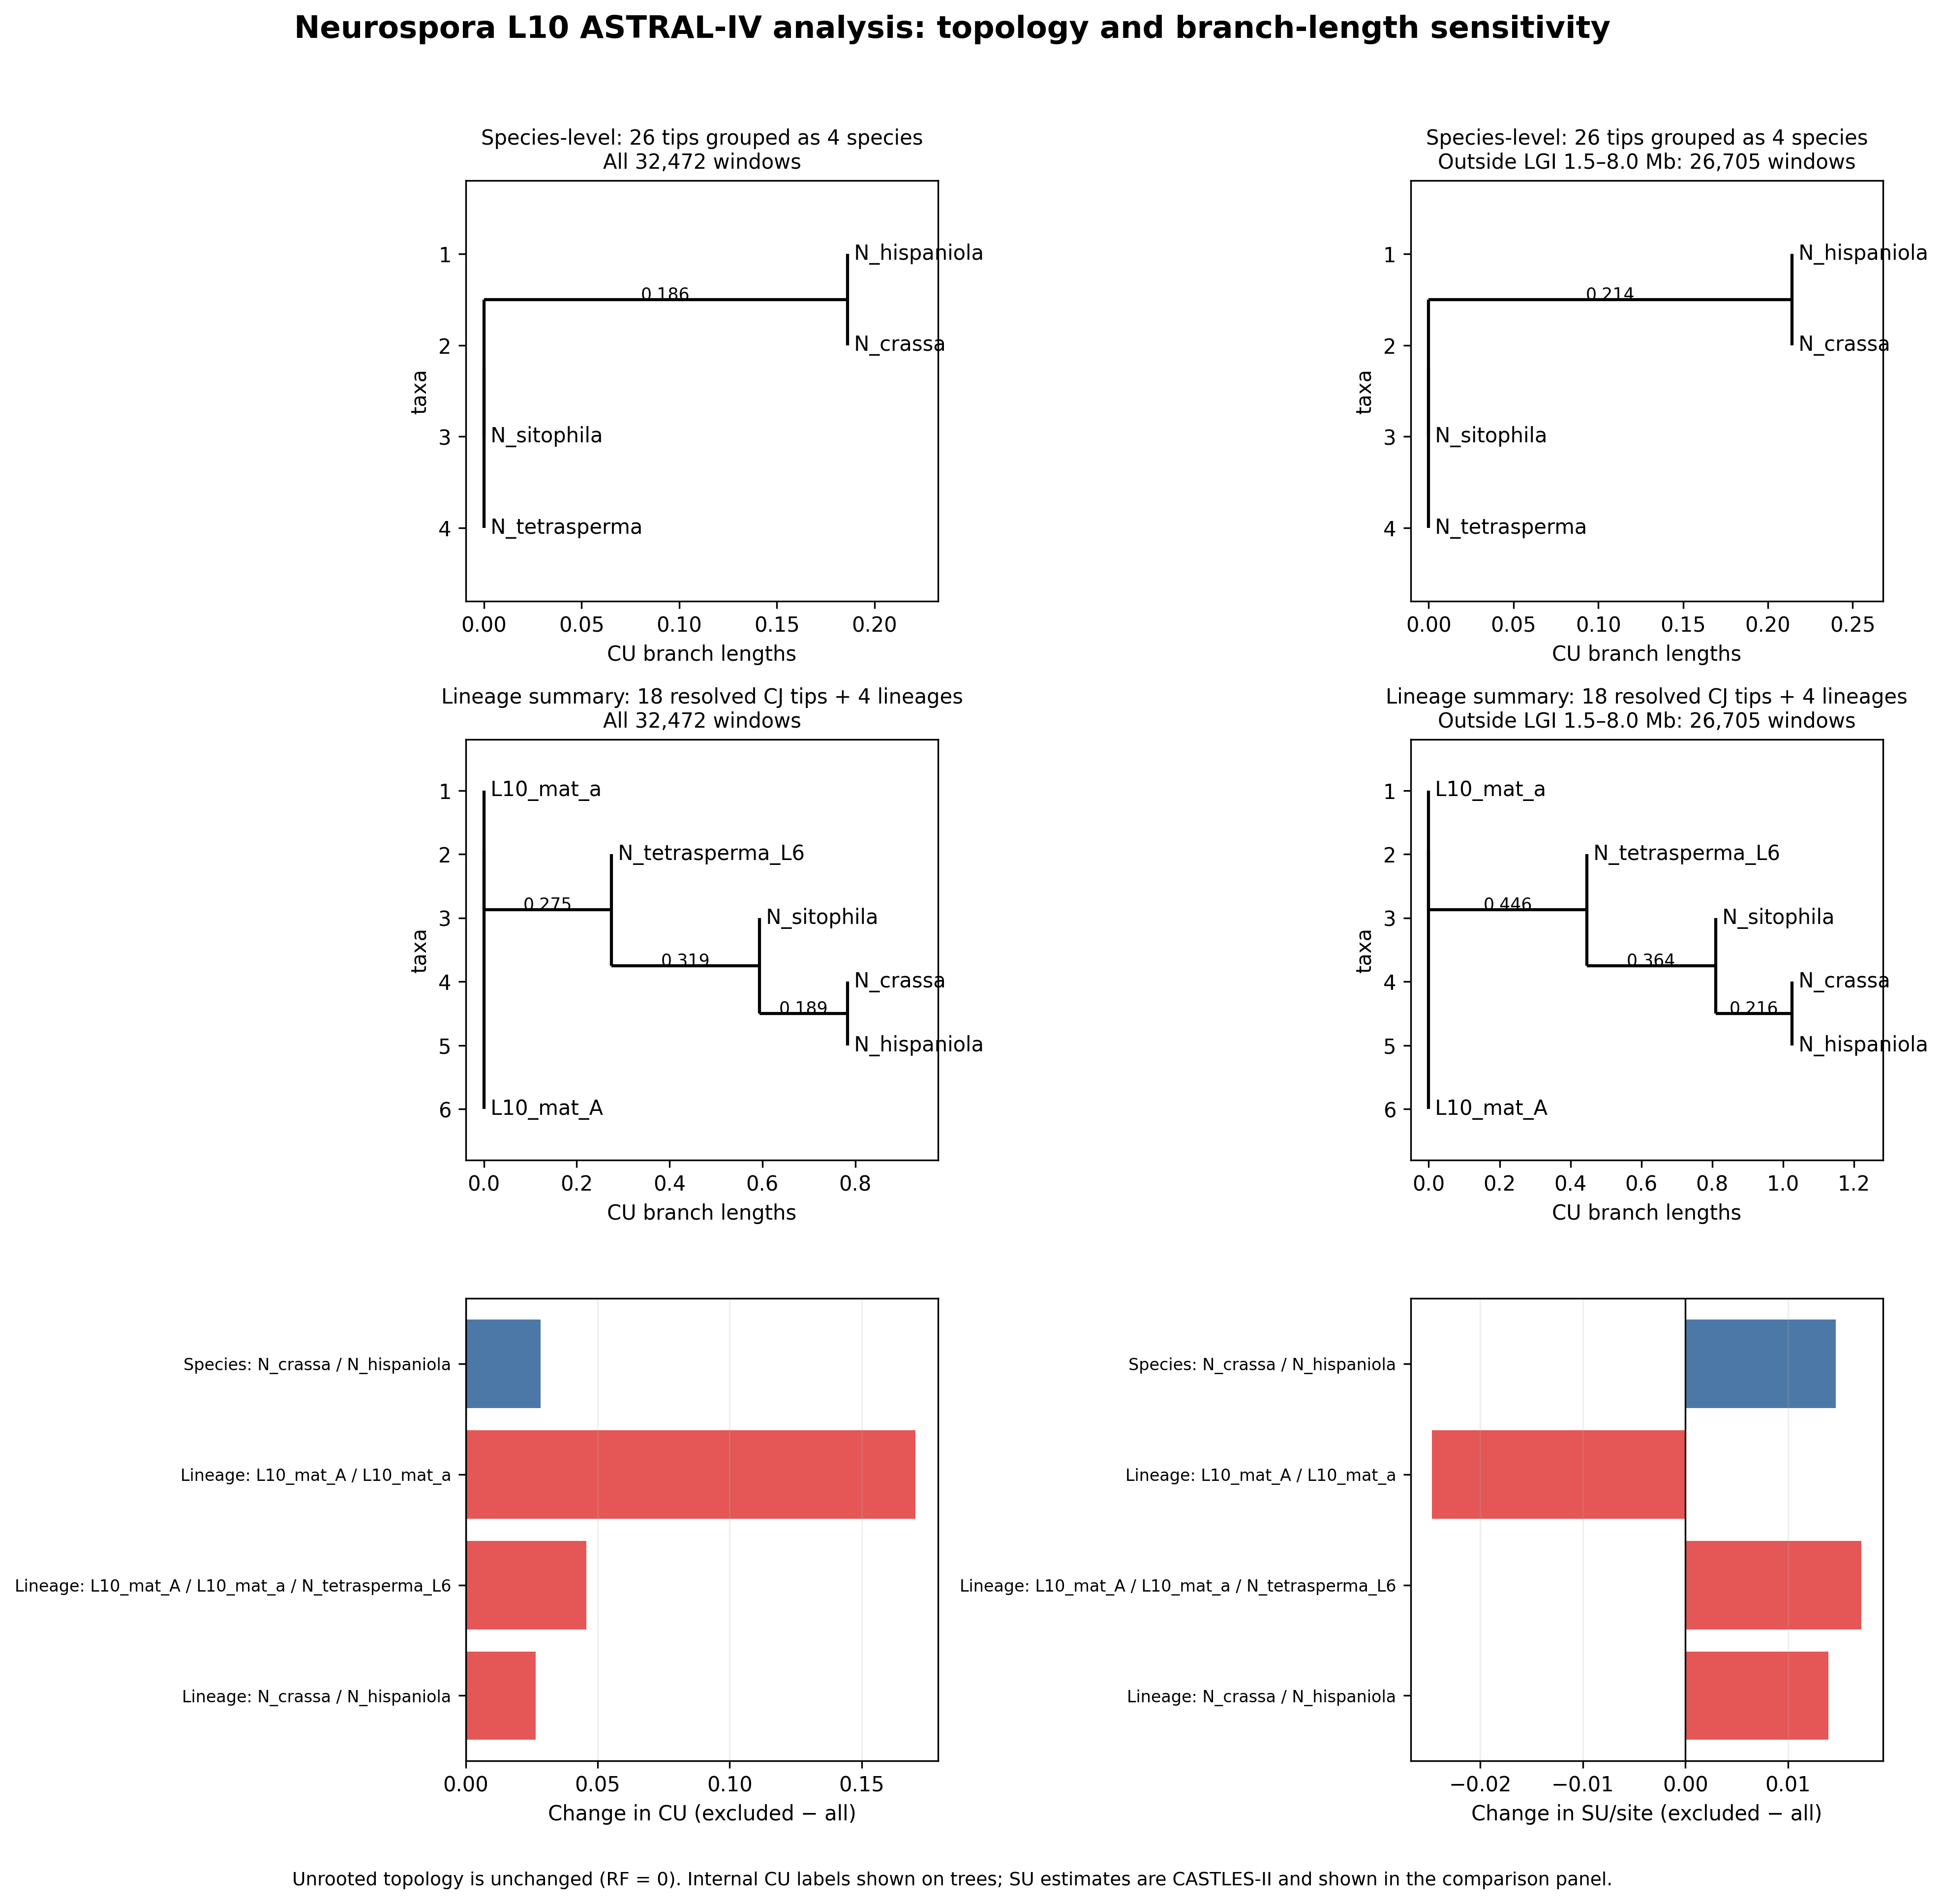 Neurospora L10 ASTRAL-IV analysis: topology and branch-length sensitivity
Species-level: 26 tips grouped as 4 species
All 32,472 windows
N_hispaniola
1
0.186
N_crassa
2
taxa
N_sitophila
3
N_tetrasperma
4
0.00 0.05 0.10 0.15 0.20
CU branch lengths
Species-level: 26 tips grouped as 4 species
Outside LGI 1.5–8.0 Mb: 26,705 windows
N_hispaniola
1
0.214
N_crassa
2
taxa
N_sitophila
3
N_tetrasperma
4
0.00 0.05 0.10 0.15 0.20 0.25
CU branch lengths
Lineage summary: 18 resolved CJ tips + 4 lineages
All 32,472 windows
L10_mat_a
1
N_tetrasperma_L6
2
0.275
N_sitophila
3
taxa
0.319
N_crassa
4
0.189
N_hispaniola
5
L10_mat_A
6
0.0 0.2 0.4 0.6 0.8
CU branch lengths
Lineage summary: 18 resolved CJ tips + 4 lineages
Outside LGI 1.5–8.0 Mb: 26,705 windows
L10_mat_a
1
N_tetrasperma_L6
2
0.446
N_sitophila
3
taxa
0.364
N_crassa
4
0.216
N_hispaniola
5
L10_mat_A
6
0.0 0.2 0.4 0.6 0.8 1.0 1.2
CU branch lengths
Species: N_crassa / N_hispaniola
Lineage: L10_mat_A / L10_mat_a
Lineage: L10_mat_A / L10_mat_a / N_tetrasperma_L6
Lineage: N_crassa / N_hispaniola
0.00 0.05 0.10 0.15
Change in CU (excluded − all)
Species: N_crassa / N_hispaniola
Lineage: L10_mat_A / L10_mat_a
Lineage: L10_mat_A / L10_mat_a / N_tetrasperma_L6
Lineage: N_crassa / N_hispaniola
−0.02 −0.01 0.00 0.01
Change in SU/site (excluded − all)
Unrooted topology is unchanged (RF = 0). Internal CU labels shown on trees; SU estimates are CASTLES-II and shown in the comparison panel.